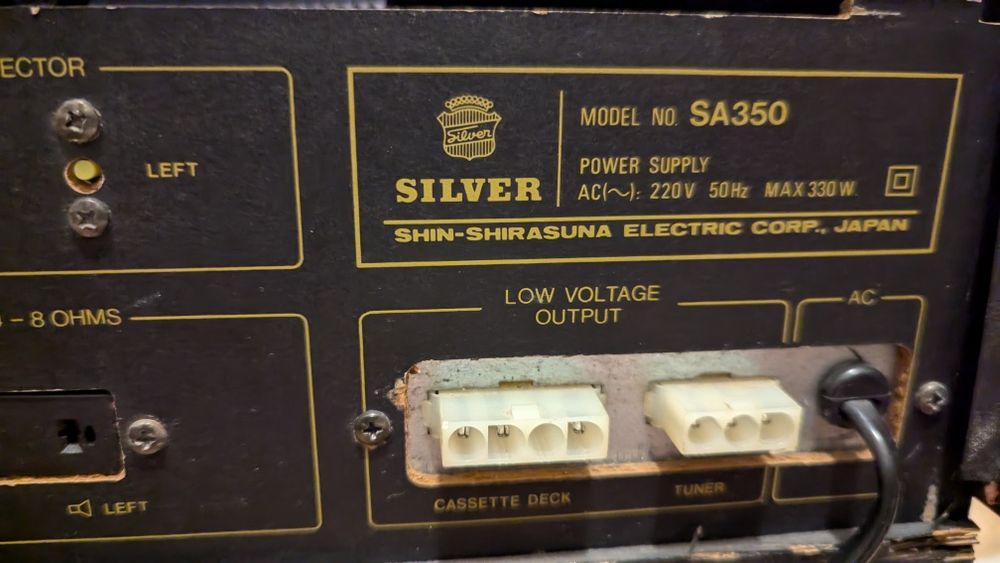 ECTOR
LEFT
Silver
SILVER
MODEL NO. SA350
POWER SUPPLY
AC(~): 220V 50Hz MAX 330W.
SHIN-SHIRASUNA ELECTRIC CORP., JAPAN
- 8 OHMS
LEFT
LOW VOLTAGE
OUTPUT
AC
CASSETTE DECK
TUNER